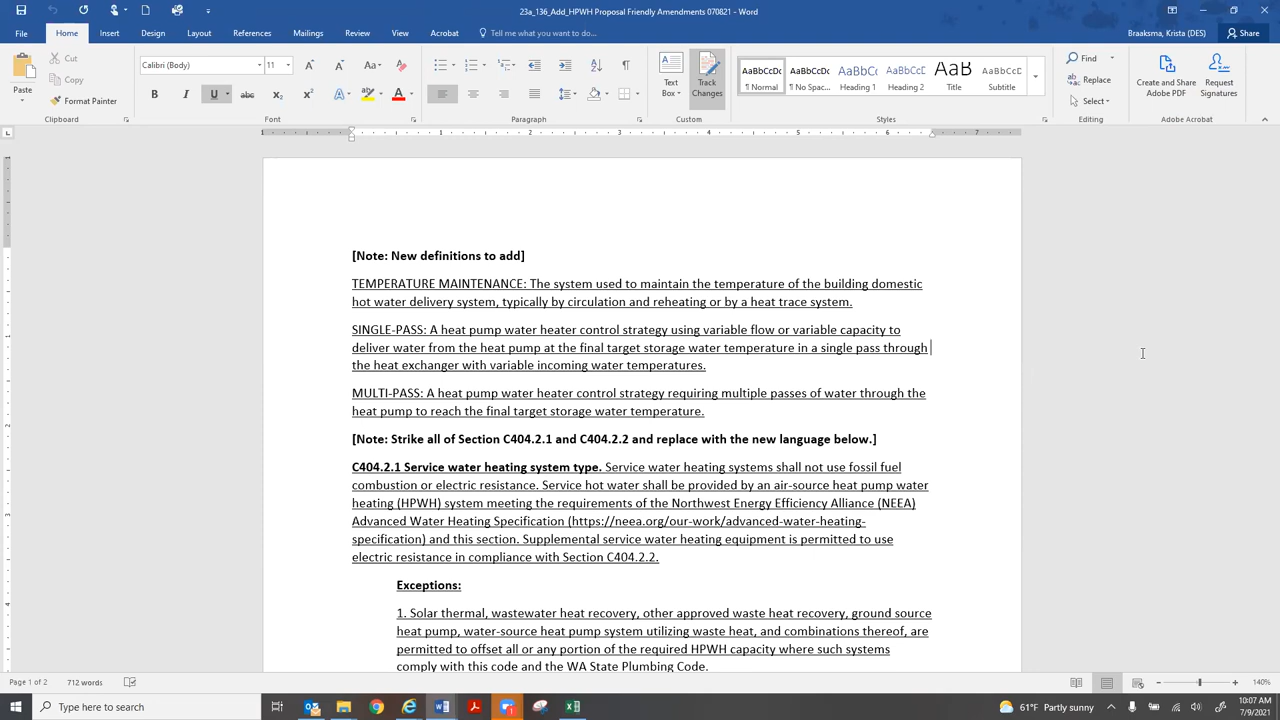 23a_136_Add_HPWH Proposal Friendly Amendments 070821 - Word
Braaksma, Krista (DES)
File Home Insert Design Layout References Mailings Review View Acrobat Tell me what you want to do... Share
Paste Cut Copy Format Painter Clipboard
Calibri (Body) 11 Font
Paragraph
Text Box Track Changes Custom
AaBbCcDc ¶ Normal AaBbCcDc ¶ No Spac... AaBbCc Heading 1 AaBbCcC Heading 2 AaB Title AaBbCcC Subtitle Styles
Find Replace Select Editing
Create and Share Adobe PDF Request Signatures Adobe Acrobat
1 1 2 3 4 5 6 7
[Note: New definitions to add]
TEMPERATURE MAINTENANCE: The system used to maintain the temperature of the building domestic
hot water delivery system, typically by circulation and reheating or by a heat trace system.
SINGLE-PASS: A heat pump water heater control strategy using variable flow or variable capacity to
deliver water from the heat pump at the final target storage water temperature in a single pass through
the heat exchanger with variable incoming water temperatures.
MULTI-PASS: A heat pump water heater control strategy requiring multiple passes of water through the
heat pump to reach the final target storage water temperature.
[Note: Strike all of Section C404.2.1 and C404.2.2 and replace with the new language below.]
C404.2.1 Service water heating system type. Service water heating systems shall not use fossil fuel
combustion or electric resistance. Service hot water shall be provided by an air-source heat pump water
heating (HPWH) system meeting the requirements of the Northwest Energy Efficiency Alliance (NEEA)
Advanced Water Heating Specification (https://neea.org/our-work/advanced-water-heating-
specification) and this section. Supplemental service water heating equipment is permitted to use
electric resistance in compliance with Section C404.2.2.
Exceptions:
1. Solar thermal, wastewater heat recovery, other approved waste heat recovery, ground source
heat pump, water-source heat pump system utilizing waste heat, and combinations thereof, are
permitted to offset all or any portion of the required HPWH capacity where such systems
comply with this code and the WA State Plumbing Code.
Page 1 of 2 712 words 140%
Type here to search 61°F Partly sunny 10:07 AM
7/9/2021